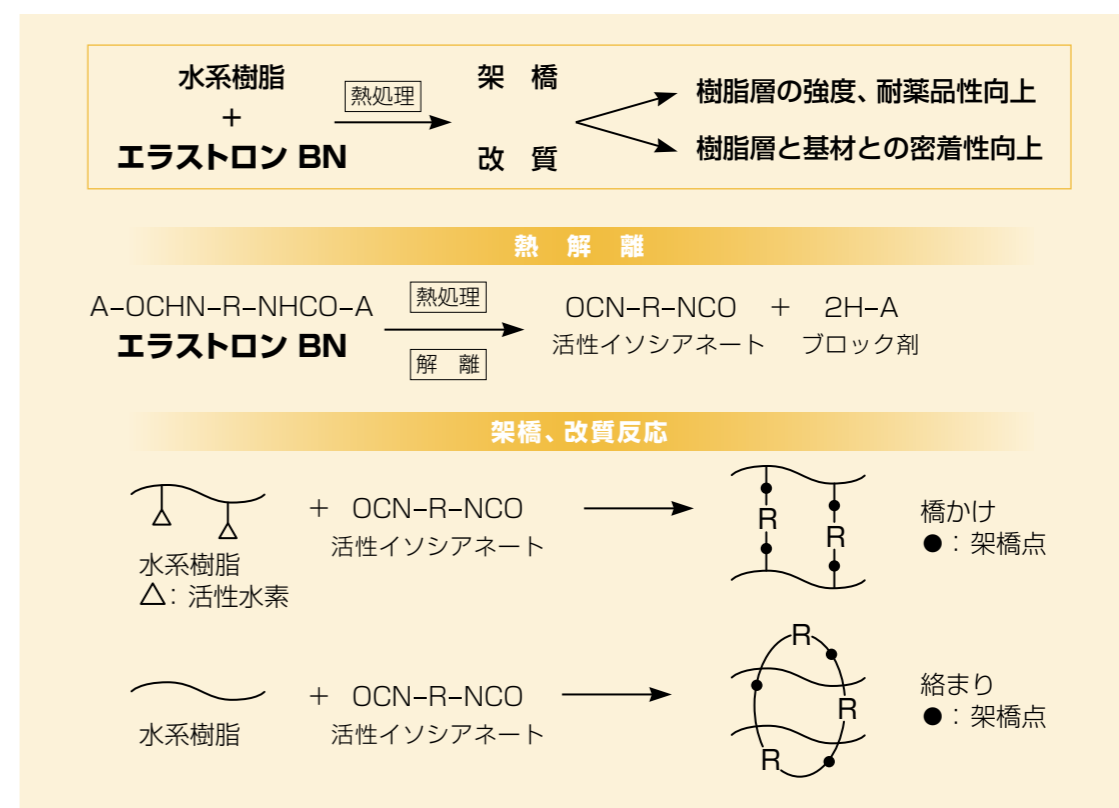 水系樹脂
+
エラストロン BN
熱処理
架 橋
改 質
樹脂層の強度、耐薬品性向上
樹脂層と基材との密着性向上
熱 解 離
A-OCHN-R-NHCO-A
エラストロン BN
熱処理
解 離
OCN-R-NCO + 2H-A
活性イソシアネート ブロック剤
架橋、改質反応
水系樹脂
△: 活性水素
+ OCN-R-NCO
活性イソシアネート
R
R
橋かけ
●: 架橋点
水系樹脂
+ OCN-R-NCO
活性イソシアネート
R
R
R
絡まり
●: 架橋点